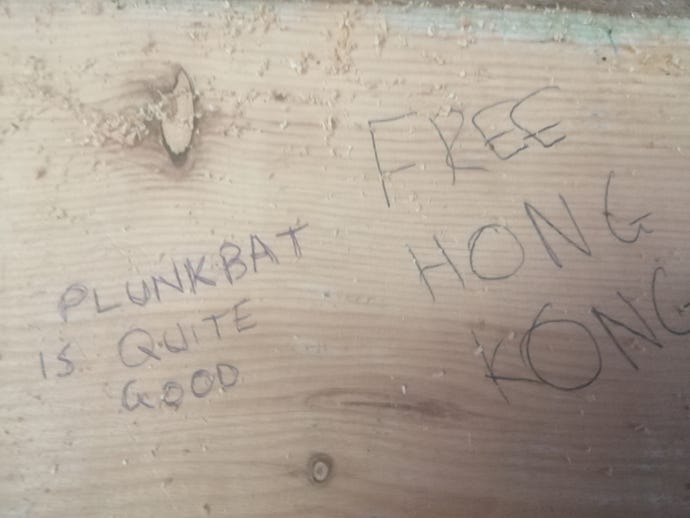 PLUNKBAT
IS QUITE
GOOD
FREE
HONG
KONG